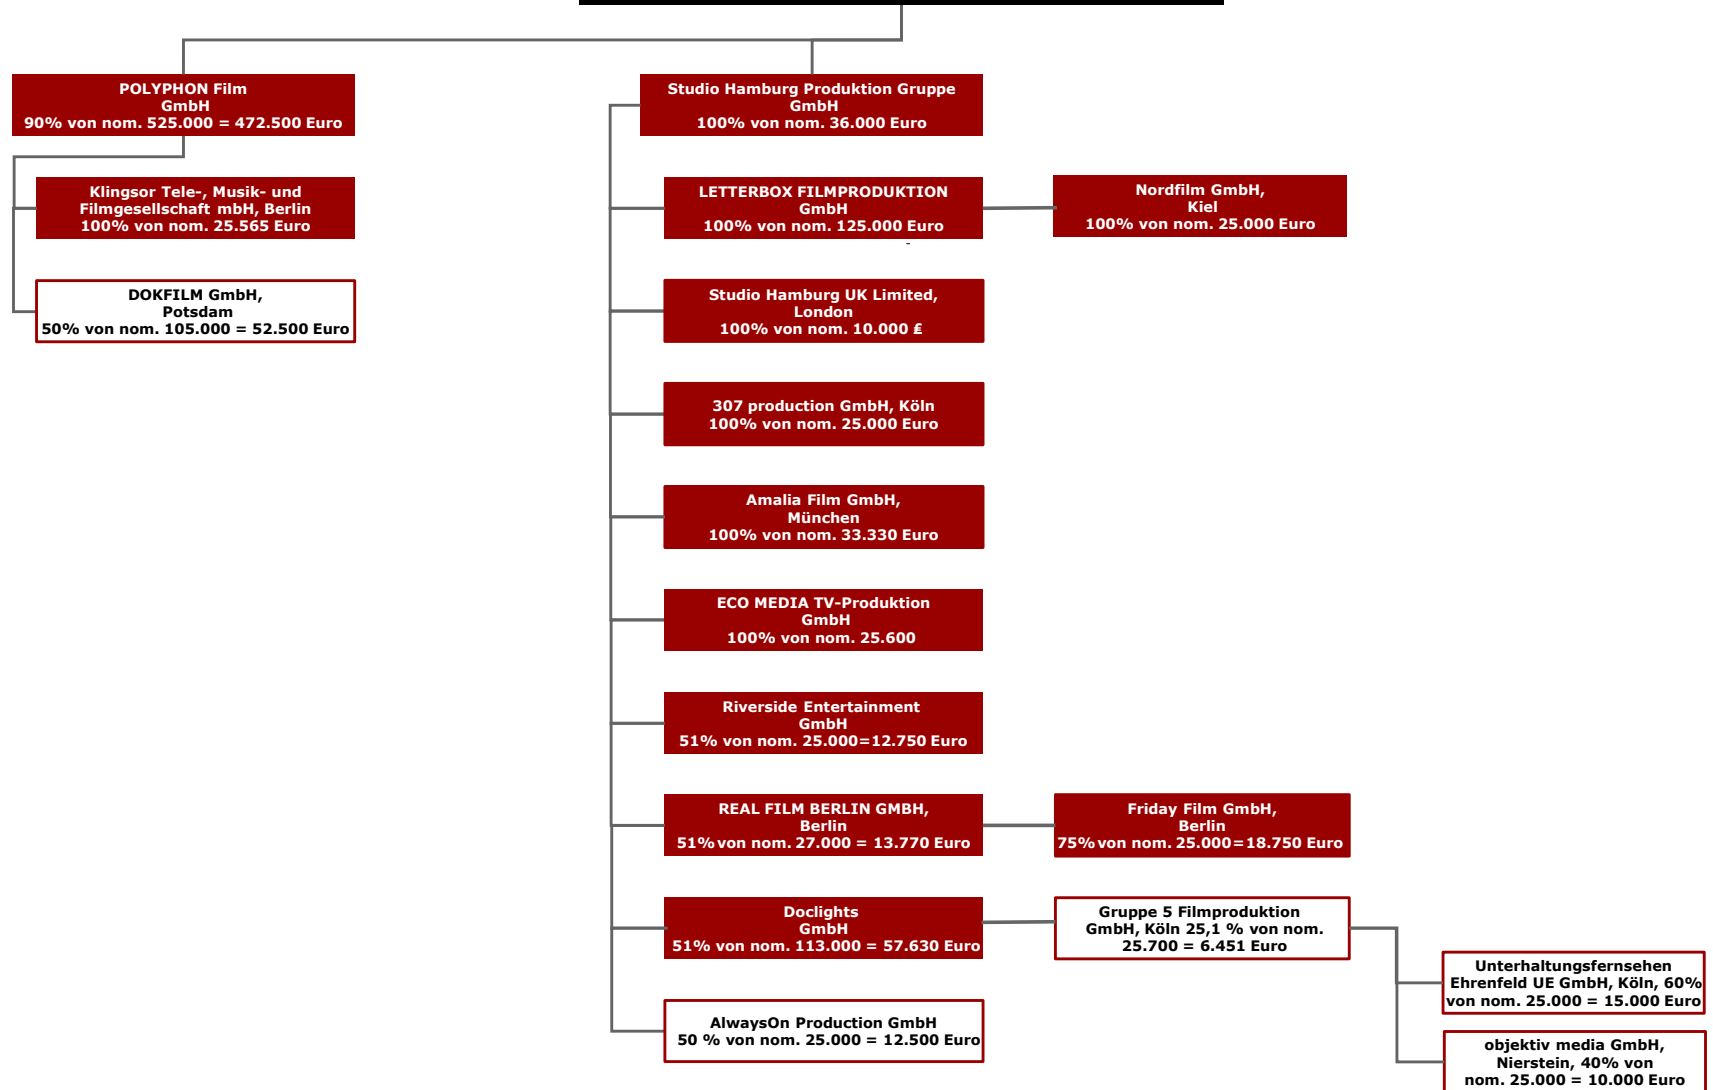 POLYPHON Film
GmbH
90% von nom. 525.000 = 472.500 Euro
Klingsor Tele-, Musik- und
Filmgesellschaft mbH, Berlin
100% von nom. 25.565 Euro
DOKFILM GmbH,
Potsdam
50% von nom. 105.000 = 52.500 Euro
Studio Hamburg Produktion Gruppe
GmbH
100% von nom. 36.000 Euro
LETTERBOX FILMPRODUKTION
GmbH
100% von nom. 125.000 Euro
-
Nordfilm GmbH,
Kiel
100% von nom. 25.000 Euro
Studio Hamburg UK Limited,
London
100% von nom. 10.000 ₤
307 production GmbH, Köln
100% von nom. 25.000 Euro
Amalia Film GmbH,
München
100% von nom. 33.330 Euro
ECO MEDIA TV-Produktion
GmbH
100% von nom. 25.600
Riverside Entertainment
GmbH
51% von nom. 25.000=12.750 Euro
REAL FILM BERLIN GMBH,
Berlin
51% von nom. 27.000 = 13.770 Euro
Friday Film GmbH,
Berlin
75% von nom. 25.000=18.750 Euro
Doclights
GmbH
51% von nom. 113.000 = 57.630 Euro
Gruppe 5 Filmproduktion
GmbH, Köln 25,1 % von nom.
25.700 = 6.451 Euro
Unterhaltungsfernsehen
Ehrenfeld UE GmbH, Köln, 60%
von nom. 25.000 = 15.000 Euro
objektiv media GmbH,
Nierstein, 40% von
nom. 25.000 = 10.000 Euro
AlwaysOn Production GmbH
50 % von nom. 25.000 = 12.500 Euro